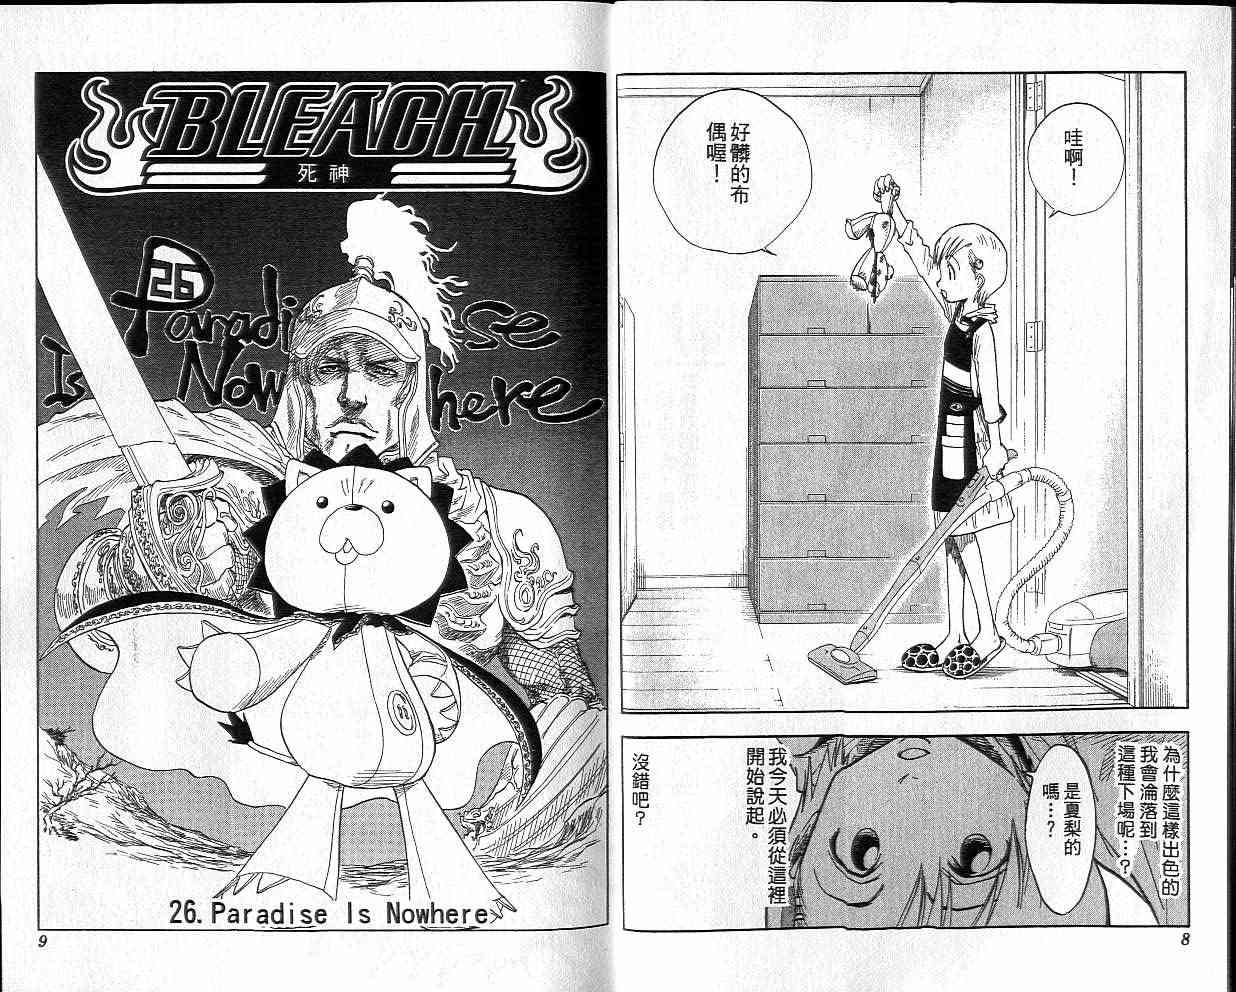 哇啊！
好髒的布
偶喔！
為什麼這樣出色的
我會淪落到
這種下場呢…？
是夏梨的
嗎…？
我今天必須從這裡
開始說起。
沒錯吧？
8
BLEACH
死神
26
Paradise
Is Nowhere
26. Paradise Is Nowhere
9